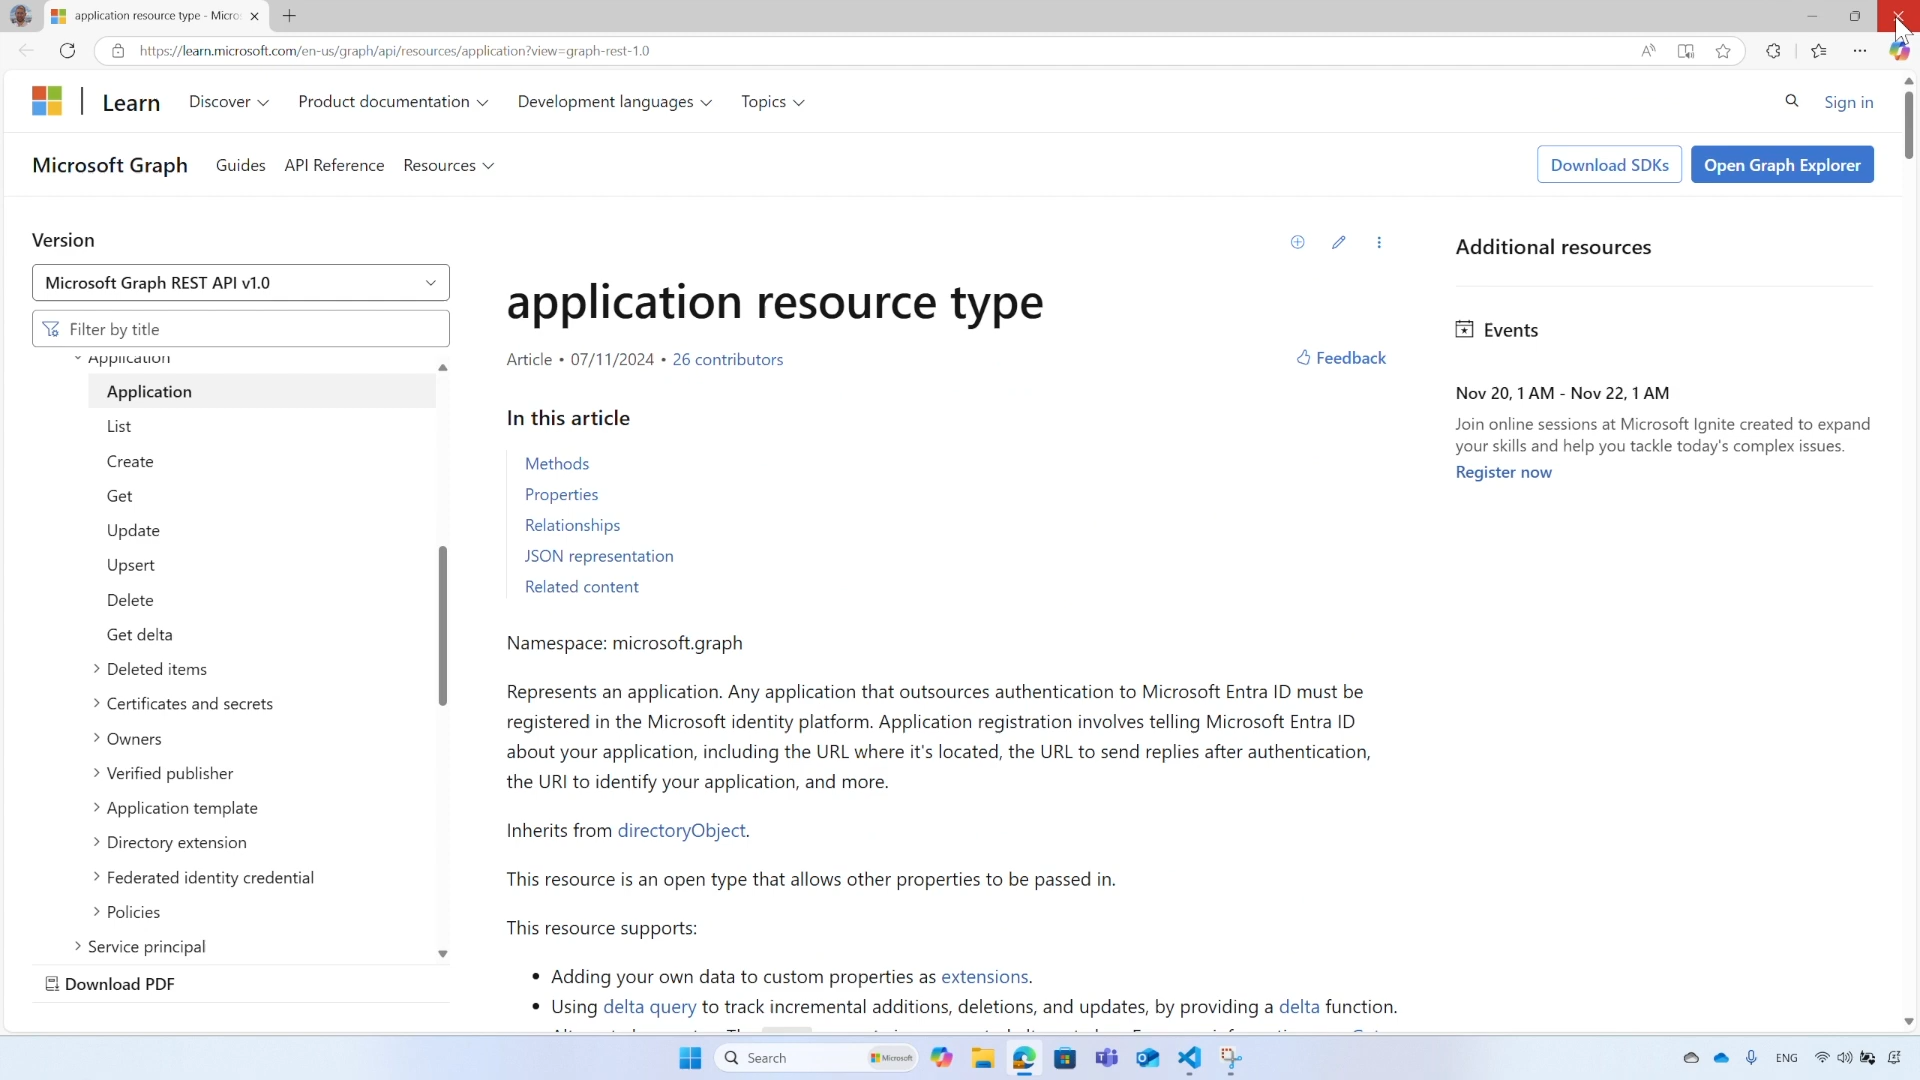 application resource type - Micro
https://learn.microsoft.com/en-us/graph/api/resources/application?view=graph-rest-1.0
Learn
Discover
Product documentation
Development languages
Topics
Sign in
Microsoft Graph
Guides
API Reference
Resources
Download SDKs
Open Graph Explorer
Version
Microsoft Graph REST API v1.0
Filter by title
Application
Application
List
Create
Get
Update
Upsert
Delete
Get delta
Deleted items
Certificates and secrets
Owners
Verified publisher
Application template
Directory extension
Federated identity credential
Policies
Service principal
Download PDF
application resource type
Article • 07/11/2024 • 26 contributors
Feedback
In this article
Methods
Properties
Relationships
JSON representation
Related content
Namespace: microsoft.graph
Represents an application. Any application that outsources authentication to Microsoft Entra ID must be
registered in the Microsoft identity platform. Application registration involves telling Microsoft Entra ID
about your application, including the URL where it's located, the URL to send replies after authentication,
the URI to identify your application, and more.
Inherits from directoryObject.
This resource is an open type that allows other properties to be passed in.
This resource supports:
• Adding your own data to custom properties as extensions.
• Using delta query to track incremental additions, deletions, and updates, by providing a delta function.
Additional resources
Events
Nov 20, 1 AM - Nov 22, 1 AM
Join online sessions at Microsoft Ignite created to expand
your skills and help you tackle today's complex issues.
Register now
Search
Microsoft
ENG